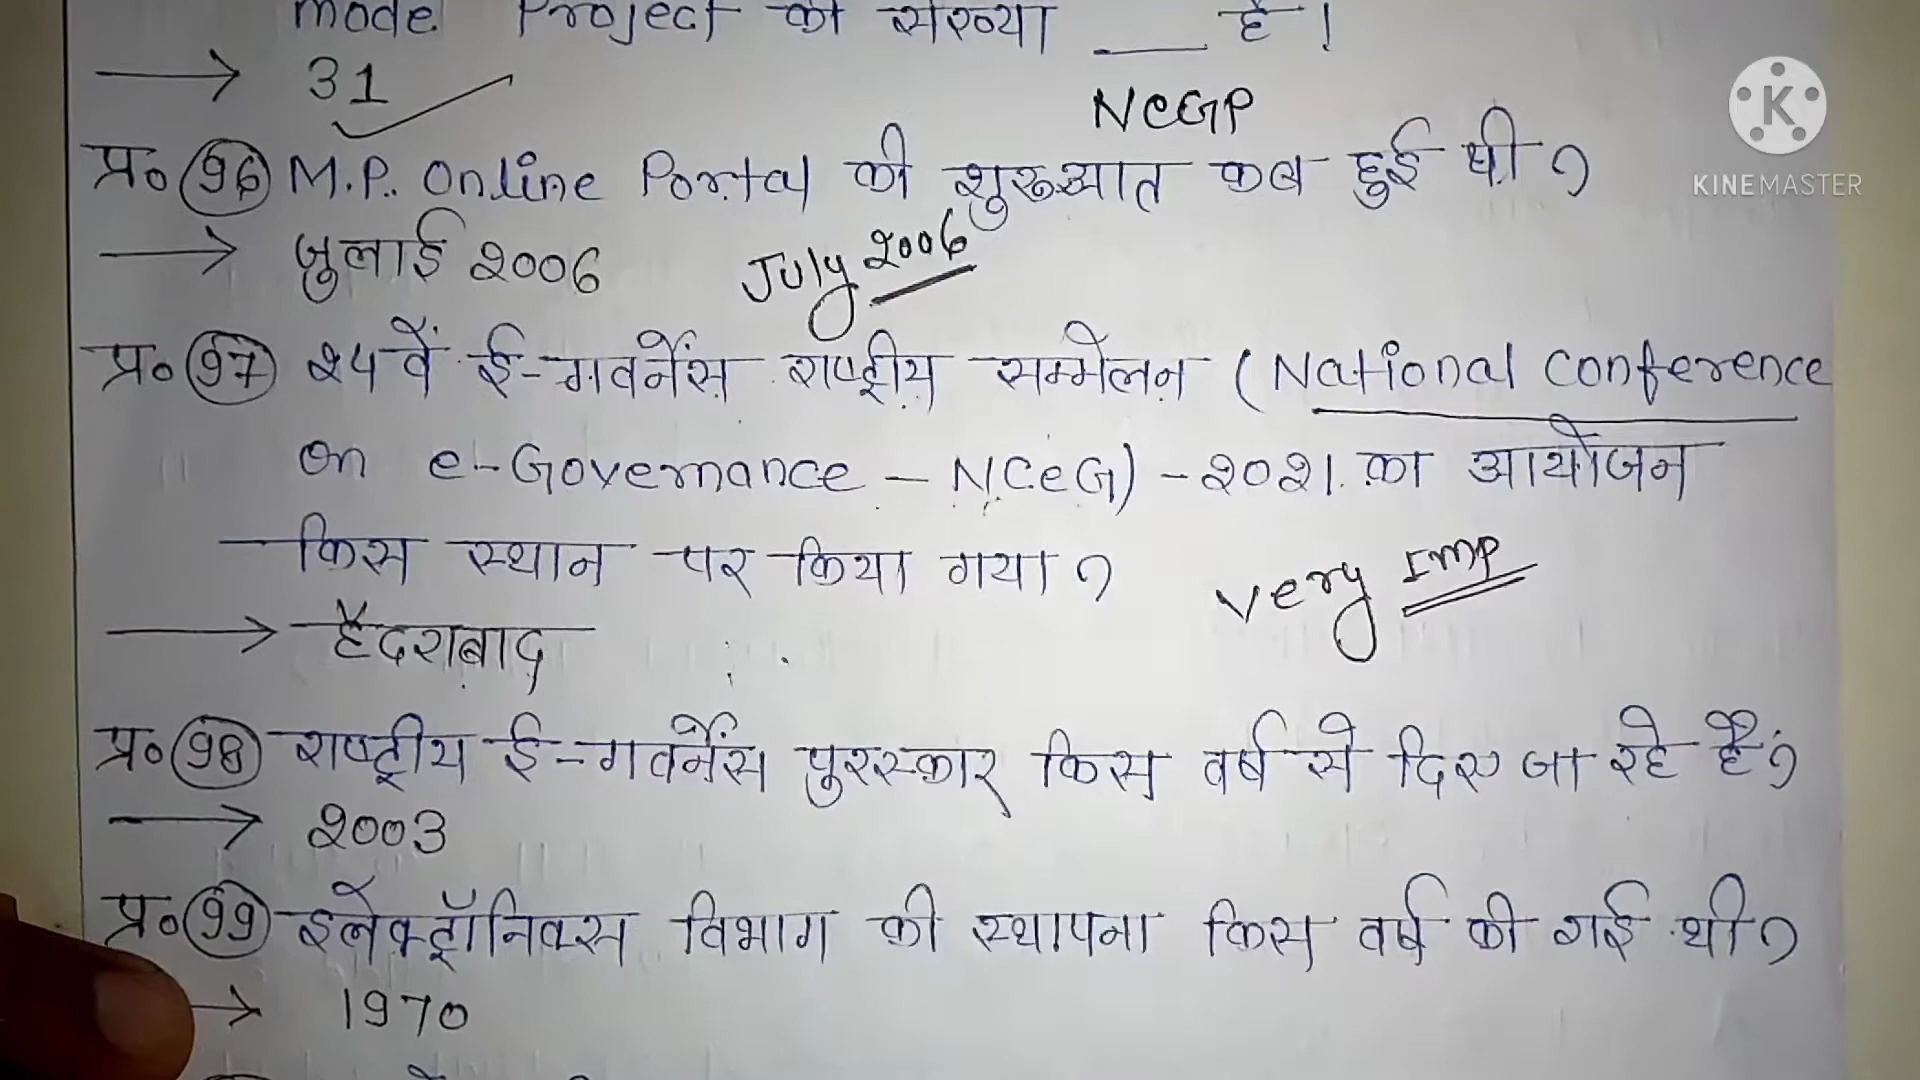 mode Project की संख्या ___ है।
→ 31
NeGP
प्र० 96 M.P. Online Portal की शुरुआत कब हुई थी?
→ जुलाई 2006 July 2006
प्र० 97 24वें ई-गवर्नेंस राष्ट्रीय सम्मेलन (National Conference
on e-Governance - NCeG) - 2021 का आयोजन
किस स्थान पर किया गया?
Very Imp
→ हैदराबाद
प्र० 98 राष्ट्रीय ई-गवर्नेंस पुरस्कार किस वर्ष से दिए जा रहे हैं?
→ 2003
प्र० 99 इलेक्ट्रॉनिक्स विभाग की स्थापना किस वर्ष की गई थी?
→ 1970
K
KINEMASTER